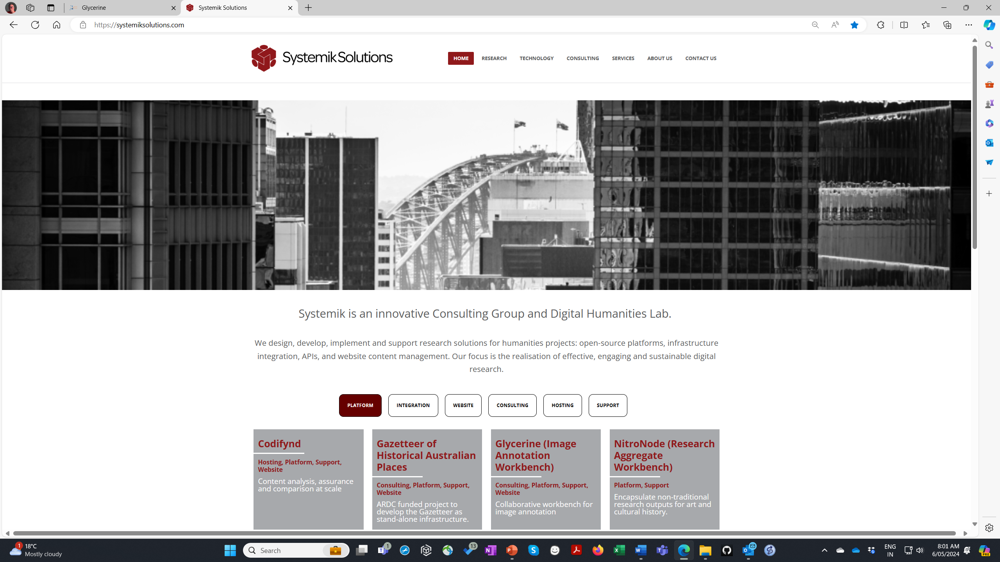 Glycerine
Systemik Solutions
https://systemiksolutions.com
Systemik Solutions
HOME
RESEARCH
TECHNOLOGY
CONSULTING
SERVICES
ABOUT US
CONTACT US
Systemik is an innovative Consulting Group and Digital Humanities Lab.
We design, develop, implement and support research solutions for humanities projects: open-source platforms, infrastructure
integration, APIs, and website content management. Our focus is the realisation of effective, engaging and sustainable digital
research.
PLATFORM
INTEGRATION
WEBSITE
CONSULTING
HOSTING
SUPPORT
Codifynd
Hosting, Platform, Support,
Website
Content analysis, assurance
and comparison at scale
Gazetteer of
Historical Australian
Places
Consulting, Platform, Support,
Website
ARDC funded project to
develop the Gazetteer as
stand-alone infrastructure.
Glycerine (Image
Annotation
Workbench)
Consulting, Platform, Support,
Website
Collaborative workbench for
image annotation
NitroNode (Research
Aggregate
Workbench)
Platform, Support
Encapsulate non-traditional
research outputs for art and
cultural history.
1
18°C
Mostly cloudy
Search
1
13
ENG
IN
8:01 AM
6/05/2024
PRE